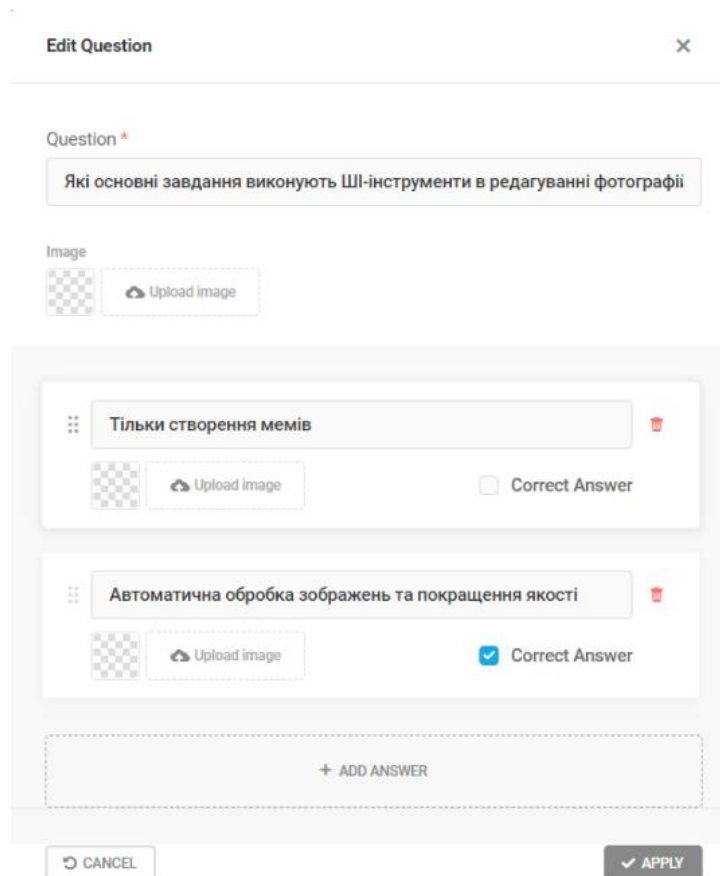 Edit Question
Question *
Які основні завдання виконують ШІ-інструменти в редагуванні фотографії
Image
Upload image
Тільки створення мемів
Upload image
Correct Answer
Автоматична обробка зображень та покращення якості
Upload image
Correct Answer
+ ADD ANSWER
CANCEL
APPLY